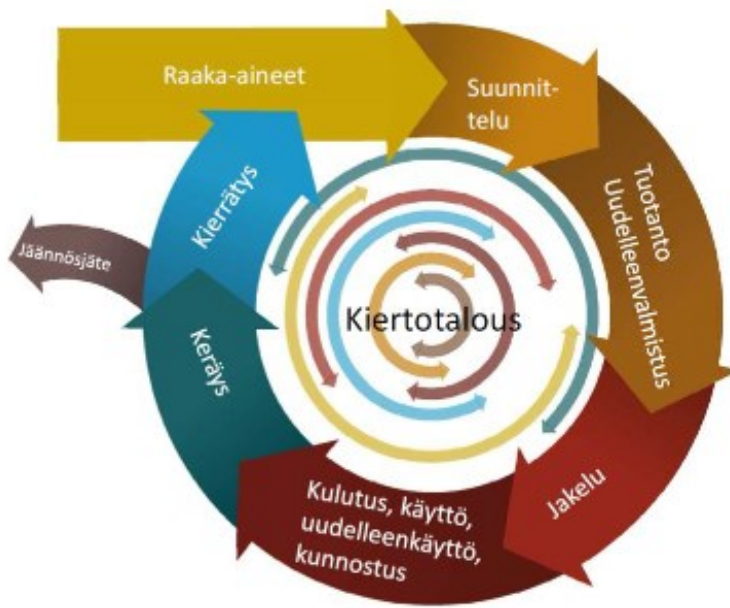 Raaka-aineet
Suunnit-
telu
Tuotanto
Uudelleenvalmistus
Jakelu
Kulutus, käyttö,
uudelleenkäyttö,
kunnostus
Keräys
Kierrätys
Jäännösjäte
Kiertotalous